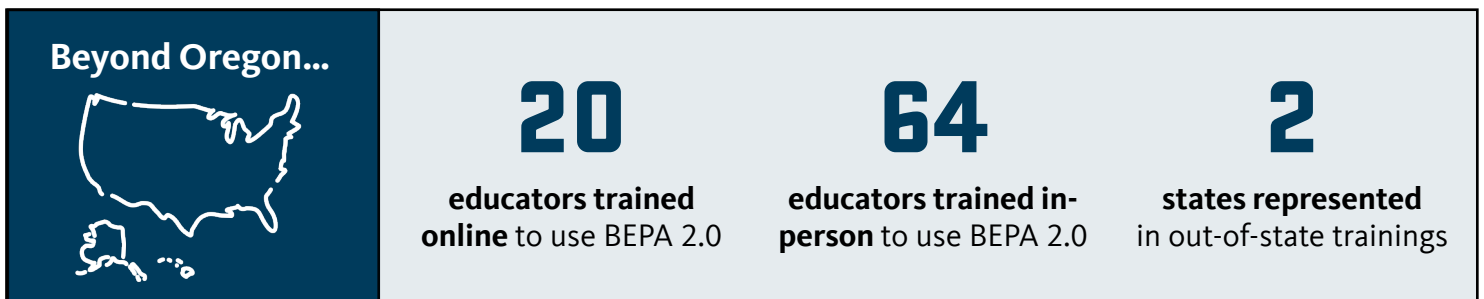 Beyond Oregon...
20
educators trained
online to use BEPA 2.0
64
educators trained in-
person to use BEPA 2.0
2
states represented
in out-of-state trainings